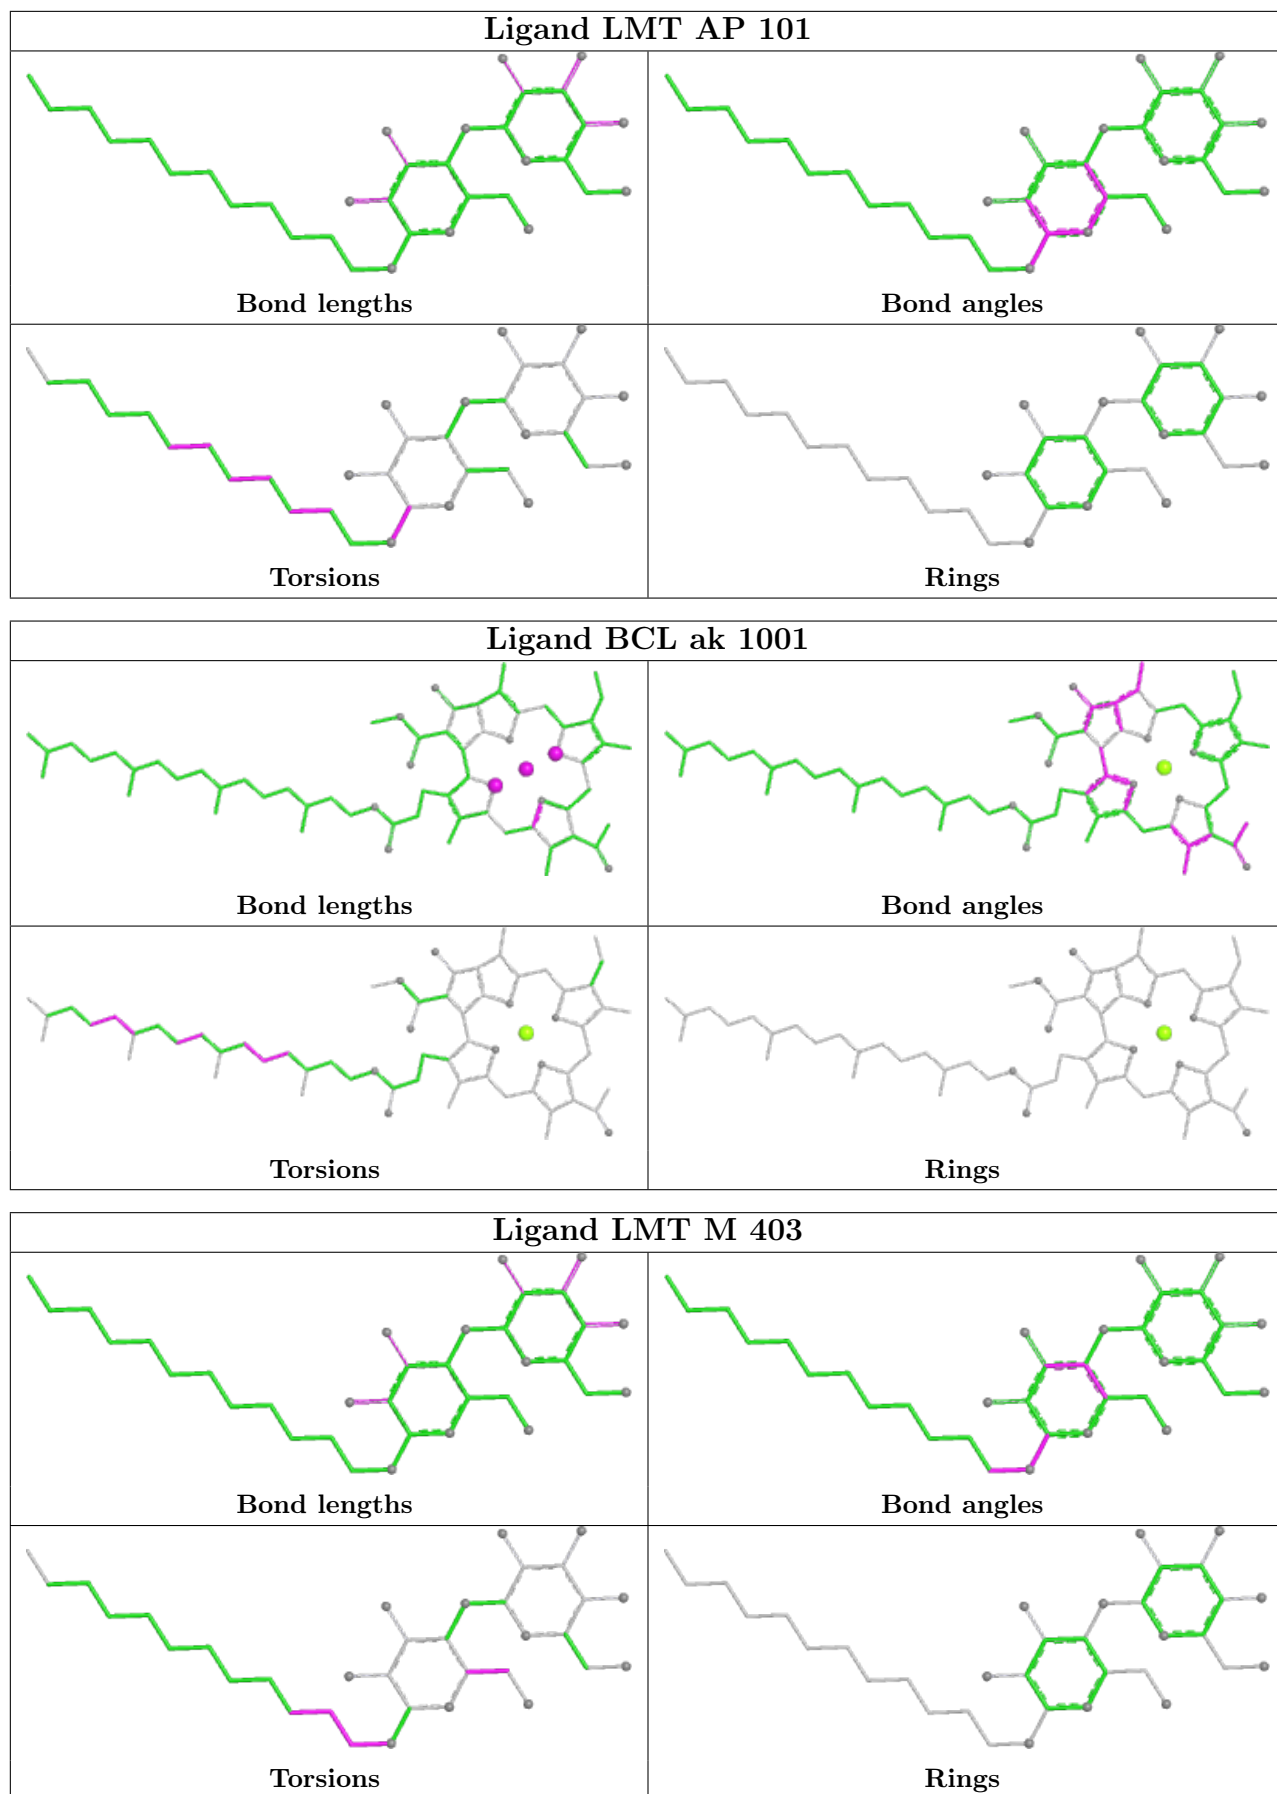 Ligand LMT AP 101
Bond lengths
Bond angles
Torsions
Rings
Ligand BCL ak 1001
Bond lengths
Bond angles
Torsions
Rings
Ligand LMT M 403
Bond lengths
Bond angles
Torsions
Rings